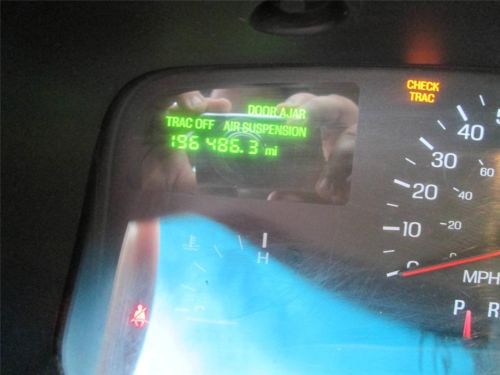 DOOR AJAR
TRAC OFF AIR SUSPENSION
196 486.3 mi
CHECK
TRAC
40
30
60
20
40
10
20
H
MPH
P R